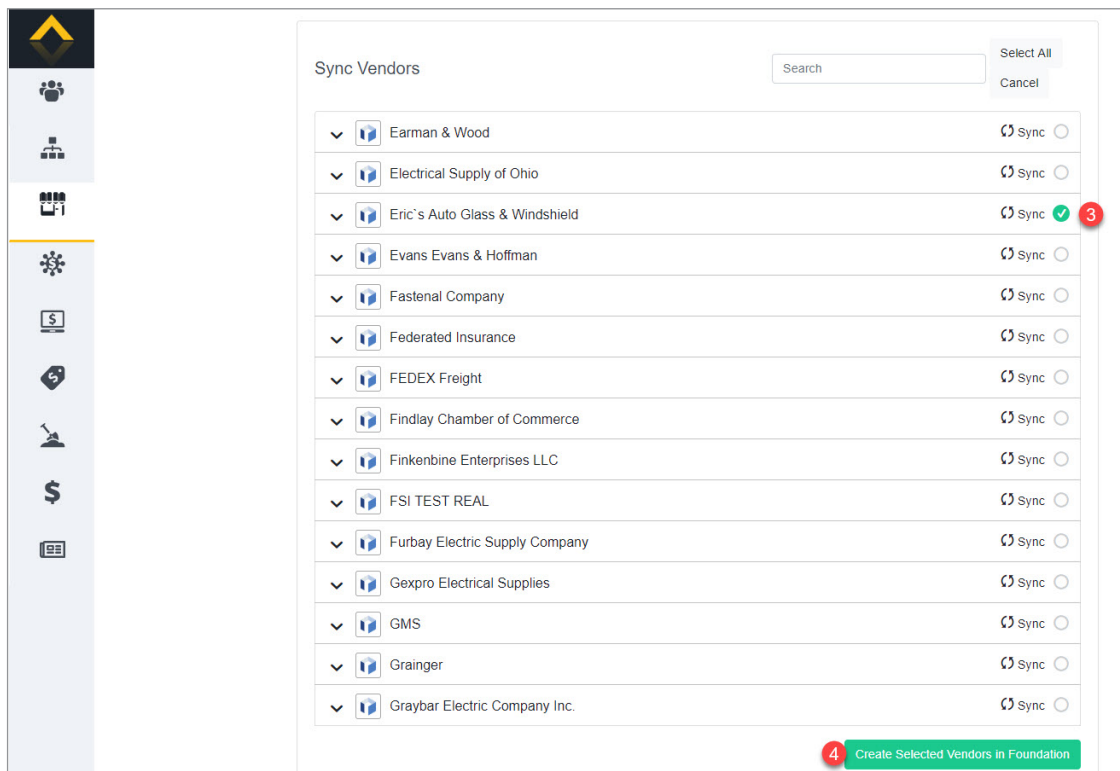 Sync Vendors
Search
Select All
Cancel
Earman & Wood Sync
Electrical Supply of Ohio Sync
Eric`s Auto Glass & Windshield Sync 3
Evans Evans & Hoffman Sync
Fastenal Company Sync
Federated Insurance Sync
FEDEX Freight Sync
Findlay Chamber of Commerce Sync
Finkenbine Enterprises LLC Sync
FSI TEST REAL Sync
Furbay Electric Supply Company Sync
Gexpro Electrical Supplies Sync
GMS Sync
Grainger Sync
Graybar Electric Company Inc. Sync
4 Create Selected Vendors in Foundation